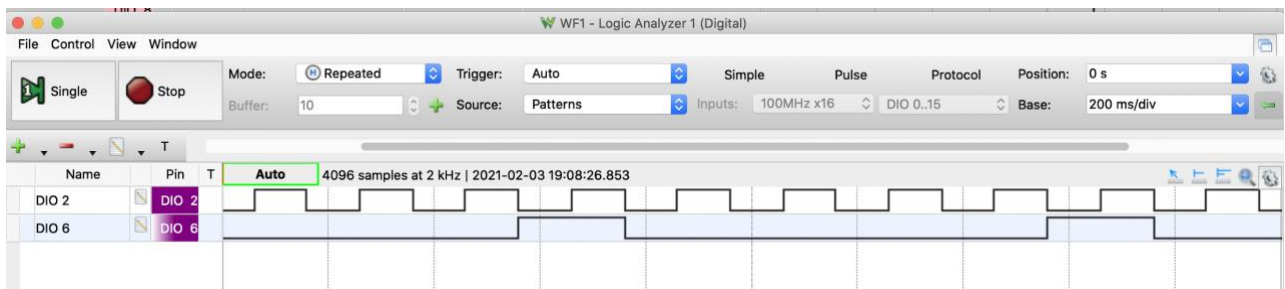 DIO 8
WF1 - Logic Analyzer 1 (Digital)
File Control View Window
Single Stop Mode: Repeated Trigger: Auto Simple Pulse Protocol Position: 0 s
Buffer: 10 Source: Patterns Inputs: 100MHz x16 DIO 0..15 Base: 200 ms/div
T
Name Pin T Auto 4096 samples at 2 kHz | 2021-02-03 19:08:26.853
DIO 2 DIO 2
DIO 6 DIO 6